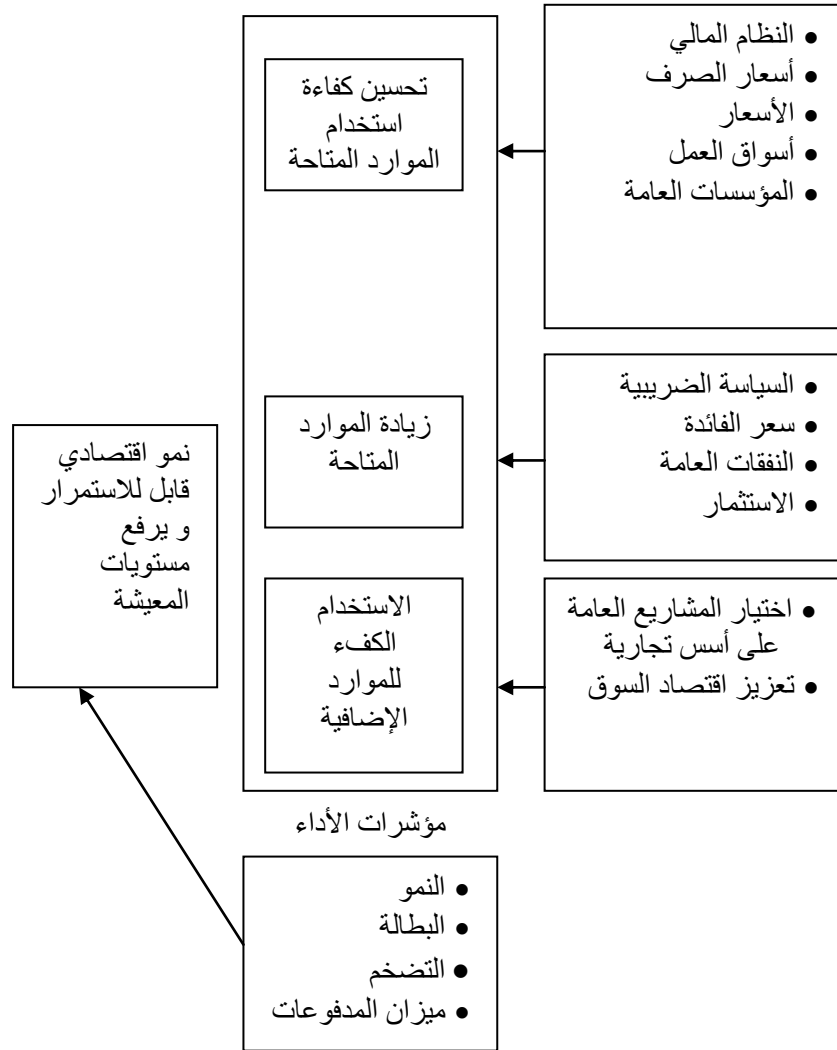 • النظام المالي
• أسعار الصرف
• الأسعار
• أسواق العمل
• المؤسسات العامة
تحسين كفاءة
استخدام
الموارد المتاحة
• السياسة الضريبية
• سعر الفائدة
• النفقات العامة
• الاستثمار
زيادة الموارد
المتاحة
• اختيار المشاريع العامة
على أسس تجارية
• تعزيز اقتصاد السوق
الاستخدام
الكفء
للموارد
الإضافية
نمو اقتصادي
قابل للاستمرار
و يرفع
مستويات
المعيشة
مؤشرات الأداء
• النمو
• البطالة
• التضخم
• ميزان المدفوعات